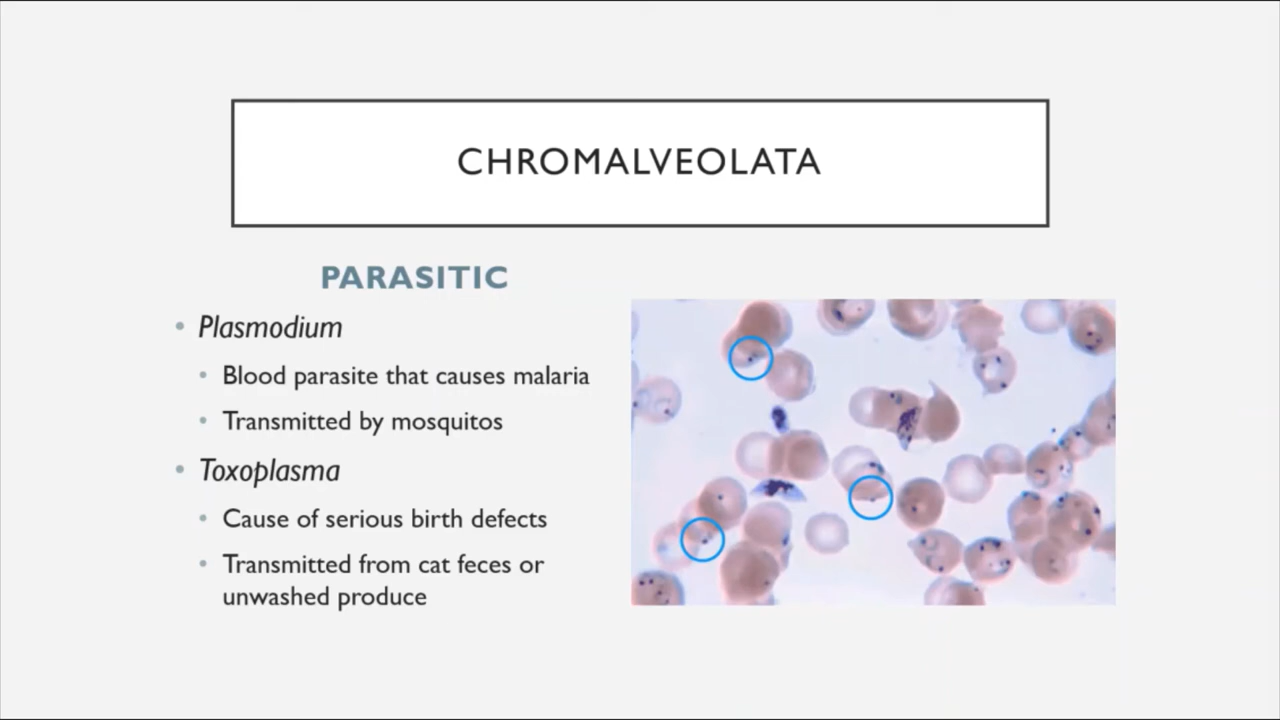 CHROMALVEOLATA
PARASITIC
• Plasmodium
• Blood parasite that causes malaria
• Transmitted by mosquitos
• Toxoplasma
• Cause of serious birth defects
• Transmitted from cat feces or
unwashed produce